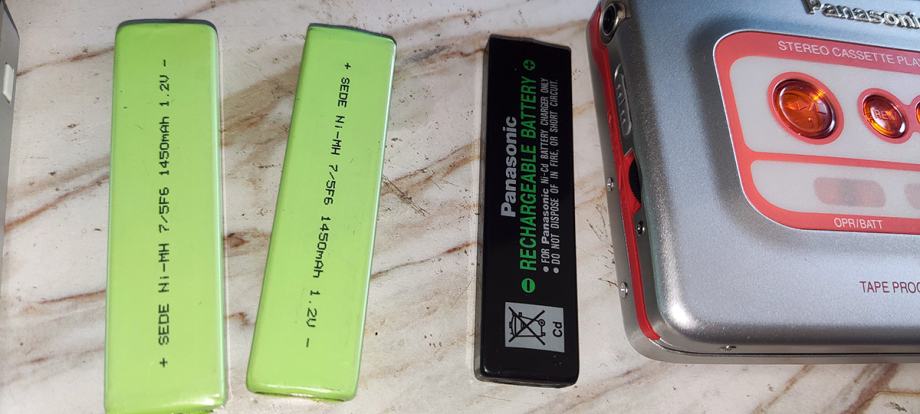 + SEDE Ni-MH 7/5F6 1450mAh 1.2V -
+ SEDE Ni-MH 7/5F6 1450mAh 1.2V -
Panasonic
⊖ RECHARGEABLE BATTERY ⊕
• FOR Panasonic Ni-Cd BATTERY CHARGER ONLY
• DO NOT DISPOSE OF IN FIRE, OR SHORT CIRCUIT.
Cd
Panasonic
STEREO CASSETTE PLAY
OPR/BATT
TAPE PROG